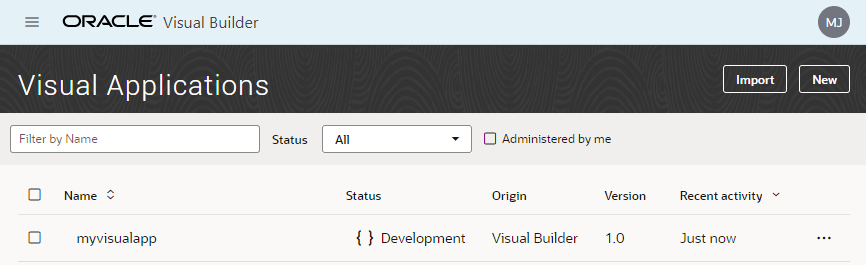 ORACLE® Visual Builder MJ
Visual Applications Import New
Filter by Name Status All Administered by me
Name Status Origin Version Recent activity
myvisualapp { } Development Visual Builder 1.0 Just now ...